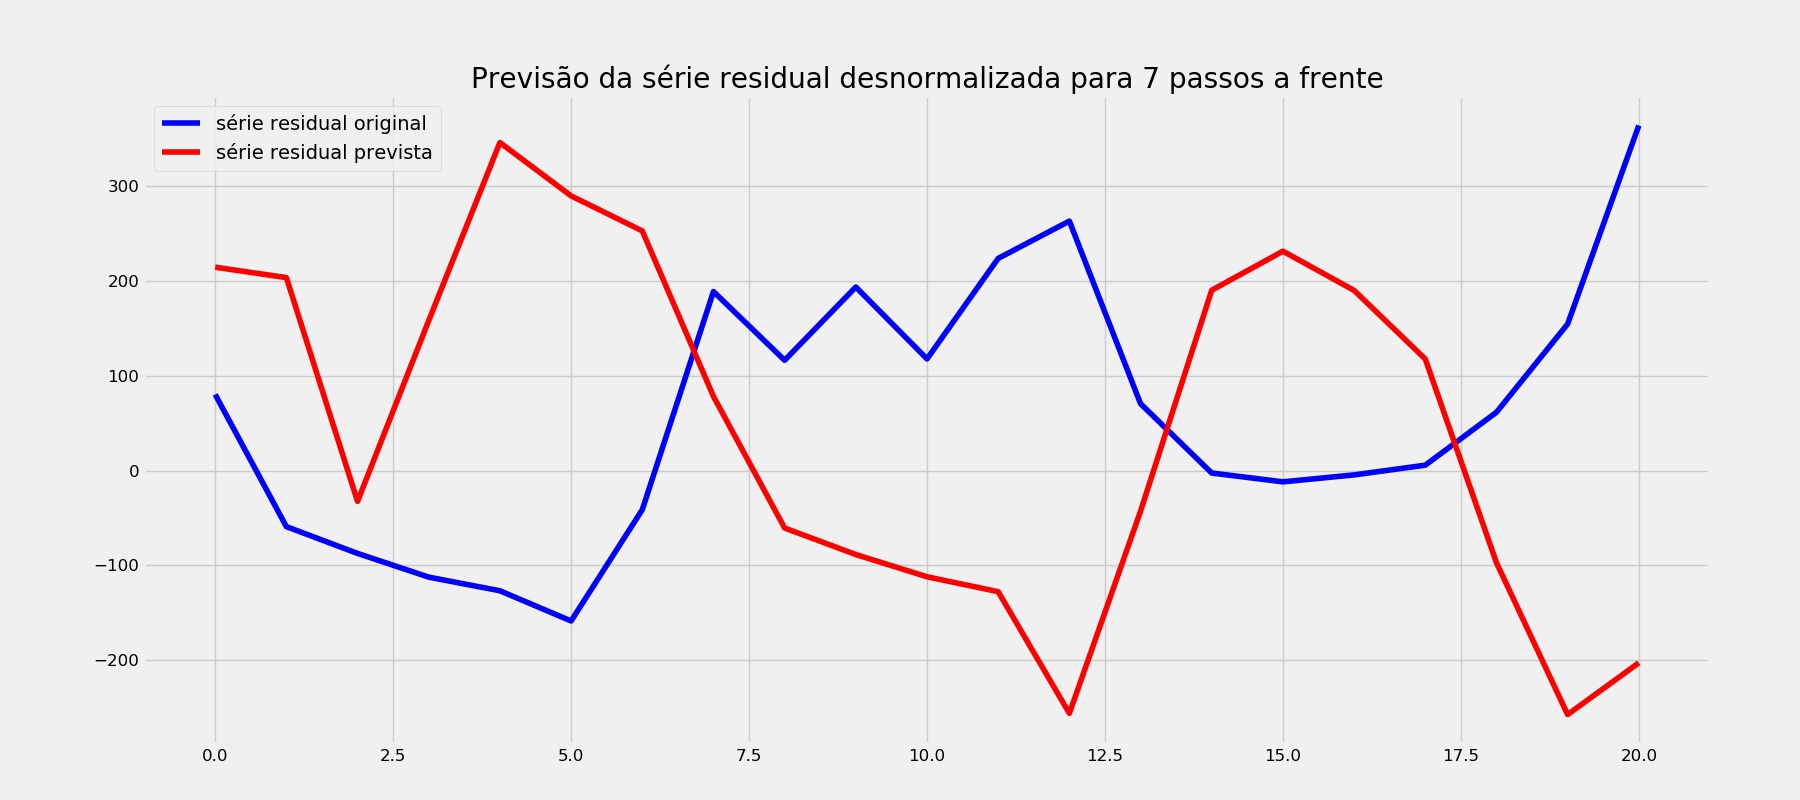 Previsão da série residual desnormalizada para 7 passos a frente
série residual original
série residual prevista
300
200
100
0
−100
−200
0.0 2.5 5.0 7.5 10.0 12.5 15.0 17.5 20.0